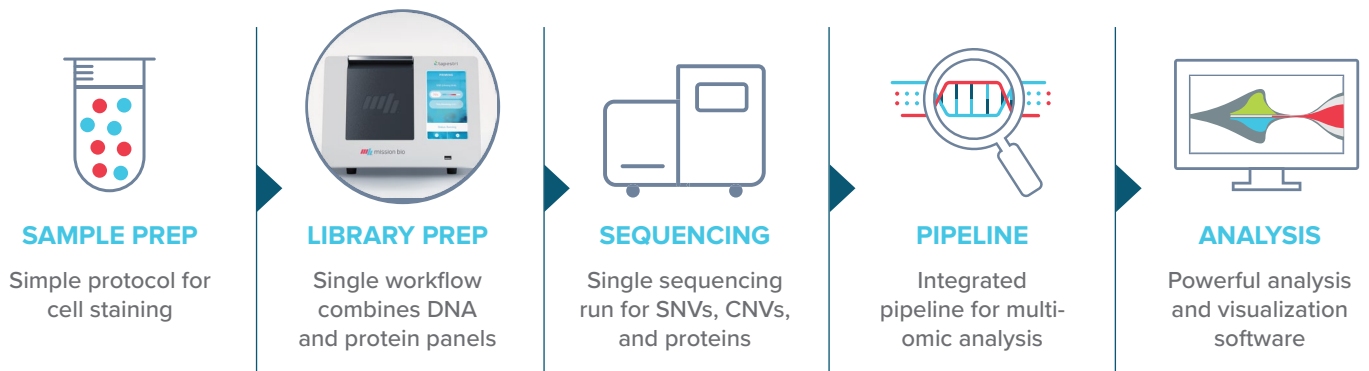 tapestri
mission bio
SAMPLE PREP
Simple protocol for
cell staining
LIBRARY PREP
Single workflow
combines DNA
and protein panels
SEQUENCING
Single sequencing
run for SNVs, CNVs,
and proteins
PIPELINE
Integrated
pipeline for multi-
omic analysis
ANALYSIS
Powerful analysis
and visualization
software